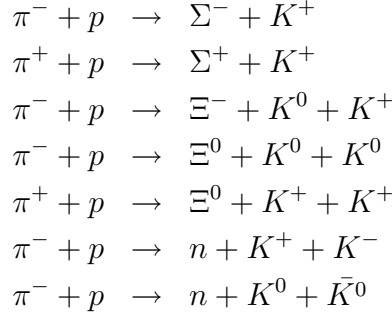 π⁻ + p → Σ⁻ + K⁺
π⁺ + p → Σ⁺ + K⁺
π⁻ + p → Ξ⁻ + K⁰ + K⁺
π⁻ + p → Ξ⁰ + K⁰ + K⁰
π⁺ + p → Ξ⁰ + K⁺ + K⁺
π⁻ + p → n + K⁺ + K⁻
π⁻ + p → n + K⁰ + K̄⁰